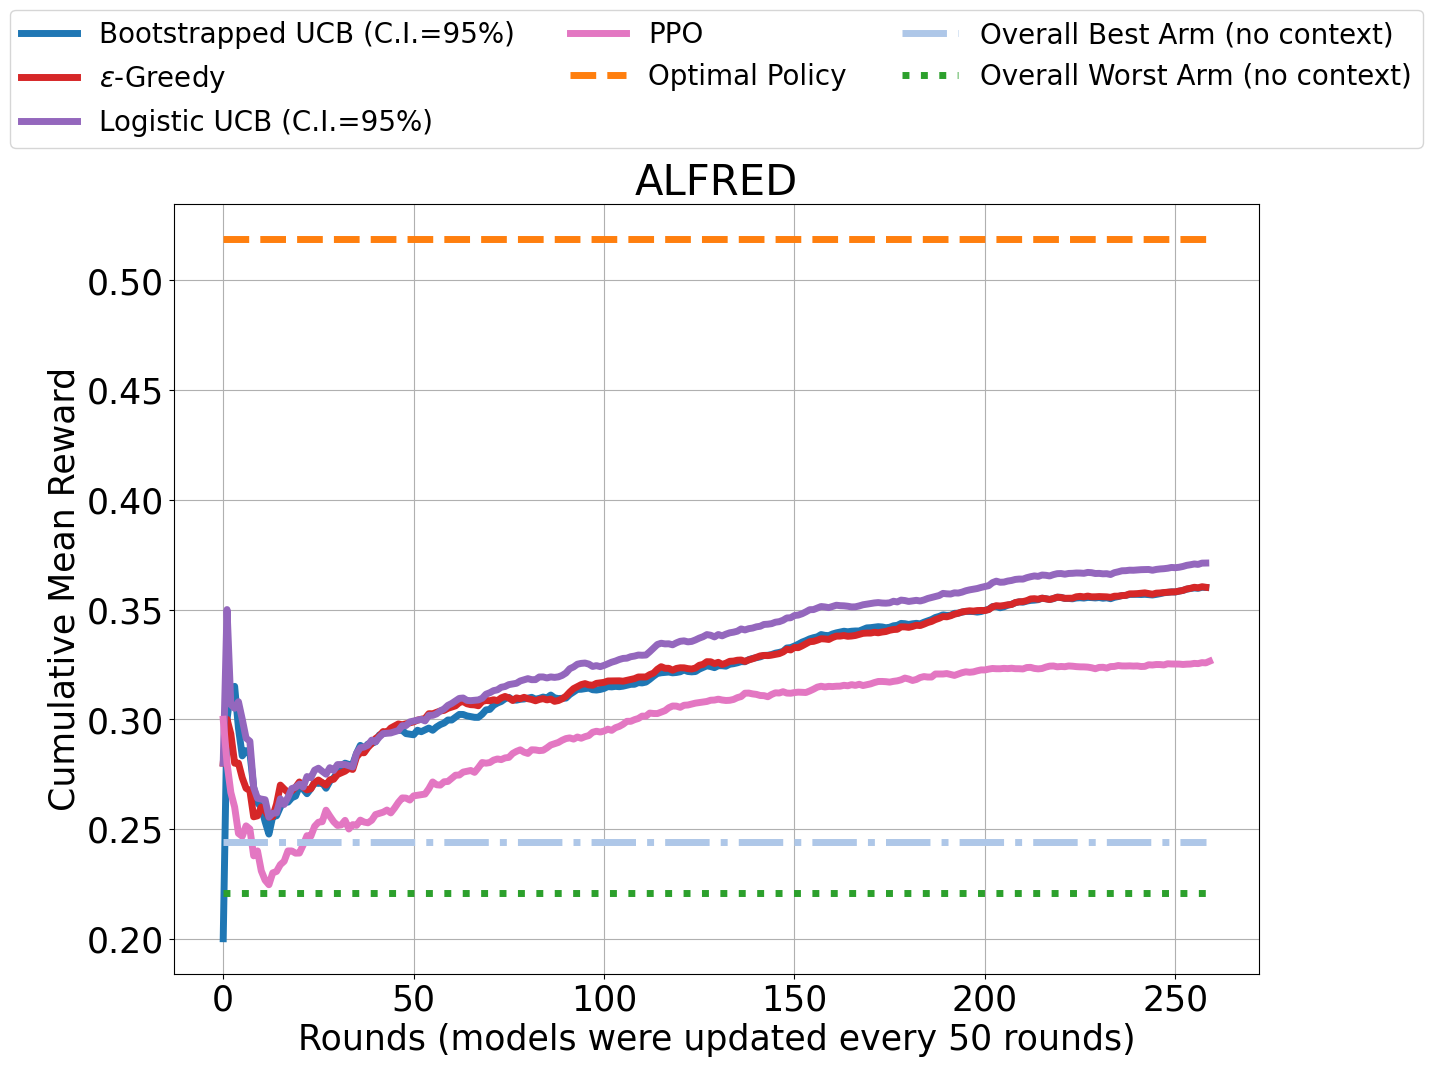 Bootstrapped UCB (C.I.=95%)
ε-Greedy
Logistic UCB (C.I.=95%)
PPO
Optimal Policy
Overall Best Arm (no context)
Overall Worst Arm (no context)
ALFRED
Cumulative Mean Reward
0.50
0.45
0.40
0.35
0.30
0.25
0.20
0 50 100 150 200 250
Rounds (models were updated every 50 rounds)